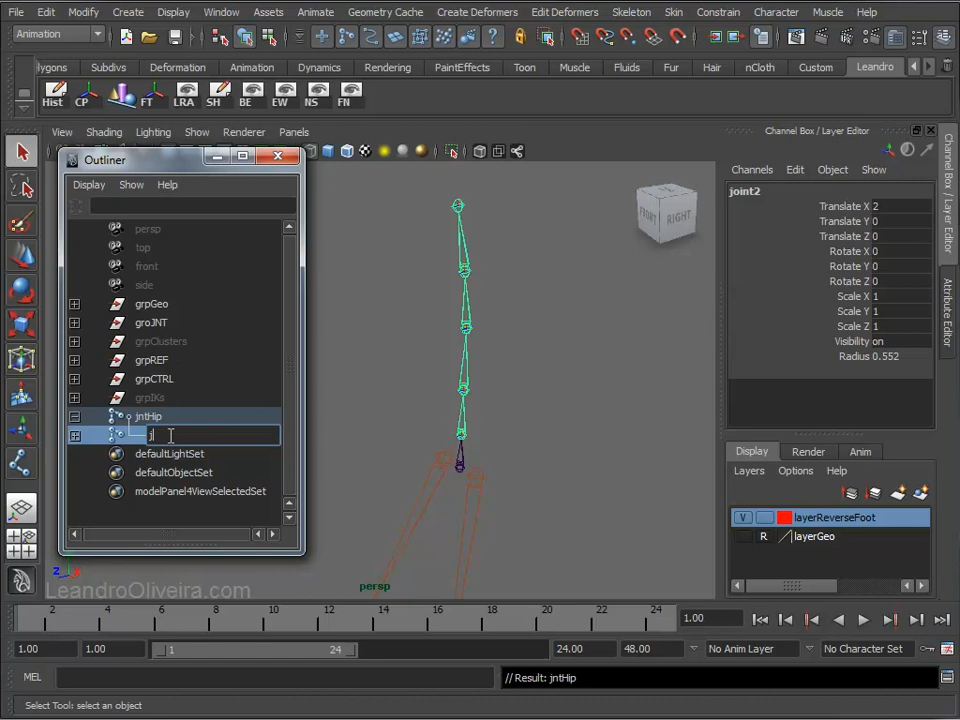 File Edit Modify Create Display Window Assets Animate Geometry Cache Create Deformers Edit Deformers Skeleton Skin Constrain Character Muscle Help
Animation
olygons Subdivs Deformation Animation Dynamics Rendering PaintEffects Toon Muscle Fluids Fur Hair nCloth Custom Leandro
Hist CP FT LRA SH BE EW NS FN
View Shading Lighting Show Renderer Panels
Channel Box / Layer Editor
Outliner
Display Show Help
Channels Edit Object Show
joint2
Translate X 2
Translate Y 0
Translate Z 0
Rotate X 0
Rotate Y 0
Rotate Z 0
Scale X 1
Scale Y 1
Scale Z 1
Visibility on
Radius 0.552
Channel Box / Layer Editor
Attribute Editor
FRONT RIGHT
persp
top
front
side
grpGeo
groJNT
grpClusters
grpREF
grpCTRL
grpIKs
jntHip
j
defaultLightSet
defaultObjectSet
modelPanel4ViewSelectedSet
Display Render Anim
Layers Options Help
V layerReverseFoot
R layerGeo
z x
persp
LeandroOliveira.com
2 4 6 8 10 12 14 16 18 20 22 24
1.00
1.00 1.00 1 24 24.00 48.00 No Anim Layer No Character Set
MEL // Result: jntHip
Select Tool: select an object